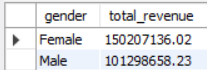 gender total_revenue
Female 150207136.02
Male 101298658.23